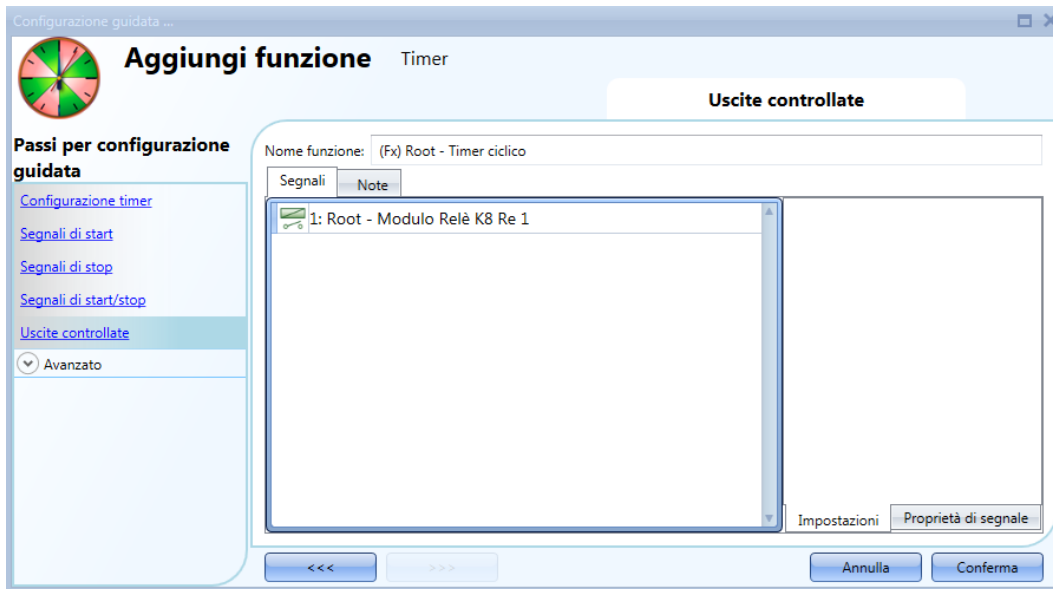 Configurazione guidata ...
Aggiungi funzione Timer
Uscite controllate
Passi per configurazione
guidata
Configurazione timer
Segnali di start
Segnali di stop
Segnali di start/stop
Uscite controllate
Avanzato
Nome funzione: (Fx) Root - Timer ciclico
Segnali Note
1: Root - Modulo Relè K8 Re 1
Impostazioni Proprietà di segnale
<<< >>> Annulla Conferma